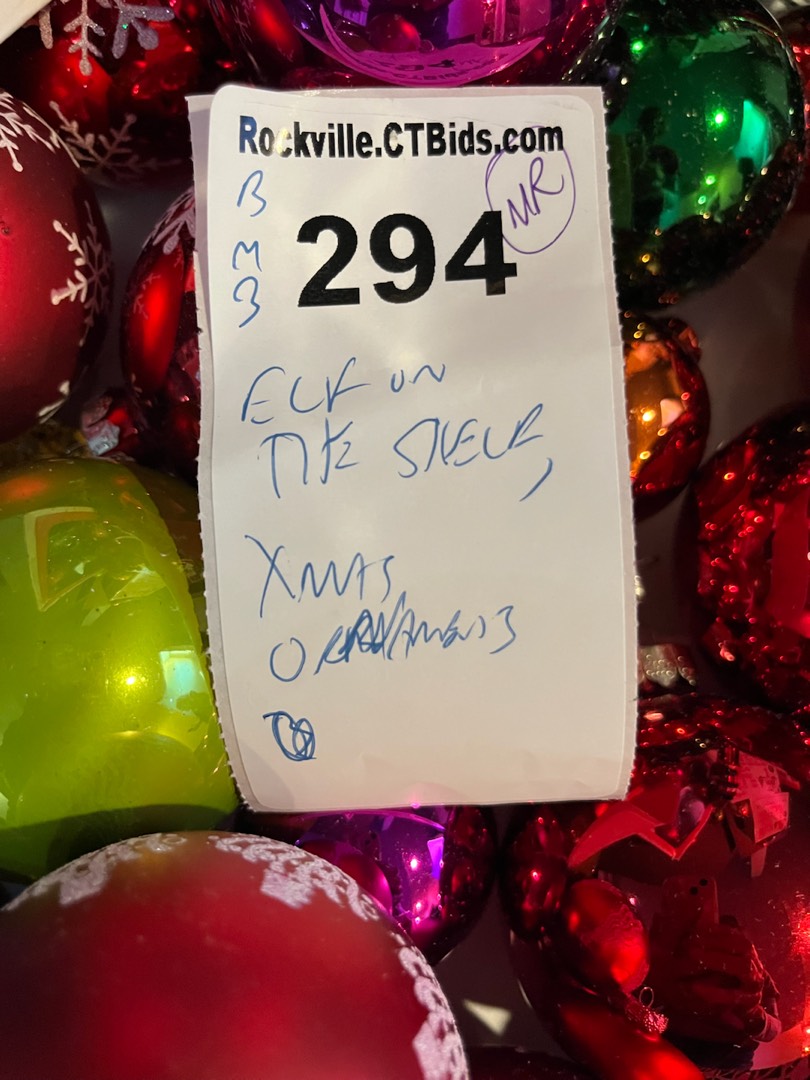 Rockville.CTBids.com
B
M
3
MR
294
ELF ON
THE SHELF,
XMAS
ORNAMENTS